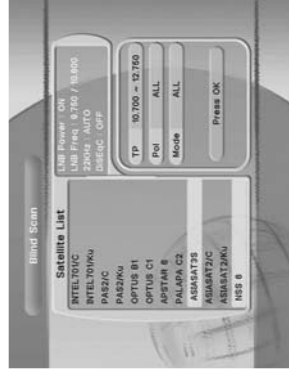 Blind Scan
Satellite List
INTEL701/C
INTEL701/Ku
PAS2/C
PAS2/Ku
OPTUS B1
OPTUS C1
APSTAR 6
PALAPA C2
ASIASAT3S
ASIASAT2/C
ASIASAT2/Ku
NSS 6
LNB Power : ON
LNB Freq : 9.750 / 10.600
22KHz : AUTO
DiSEqC : OFF
TP 10.700 ~ 12.750
Pol ALL
Mode ALL
Press OK